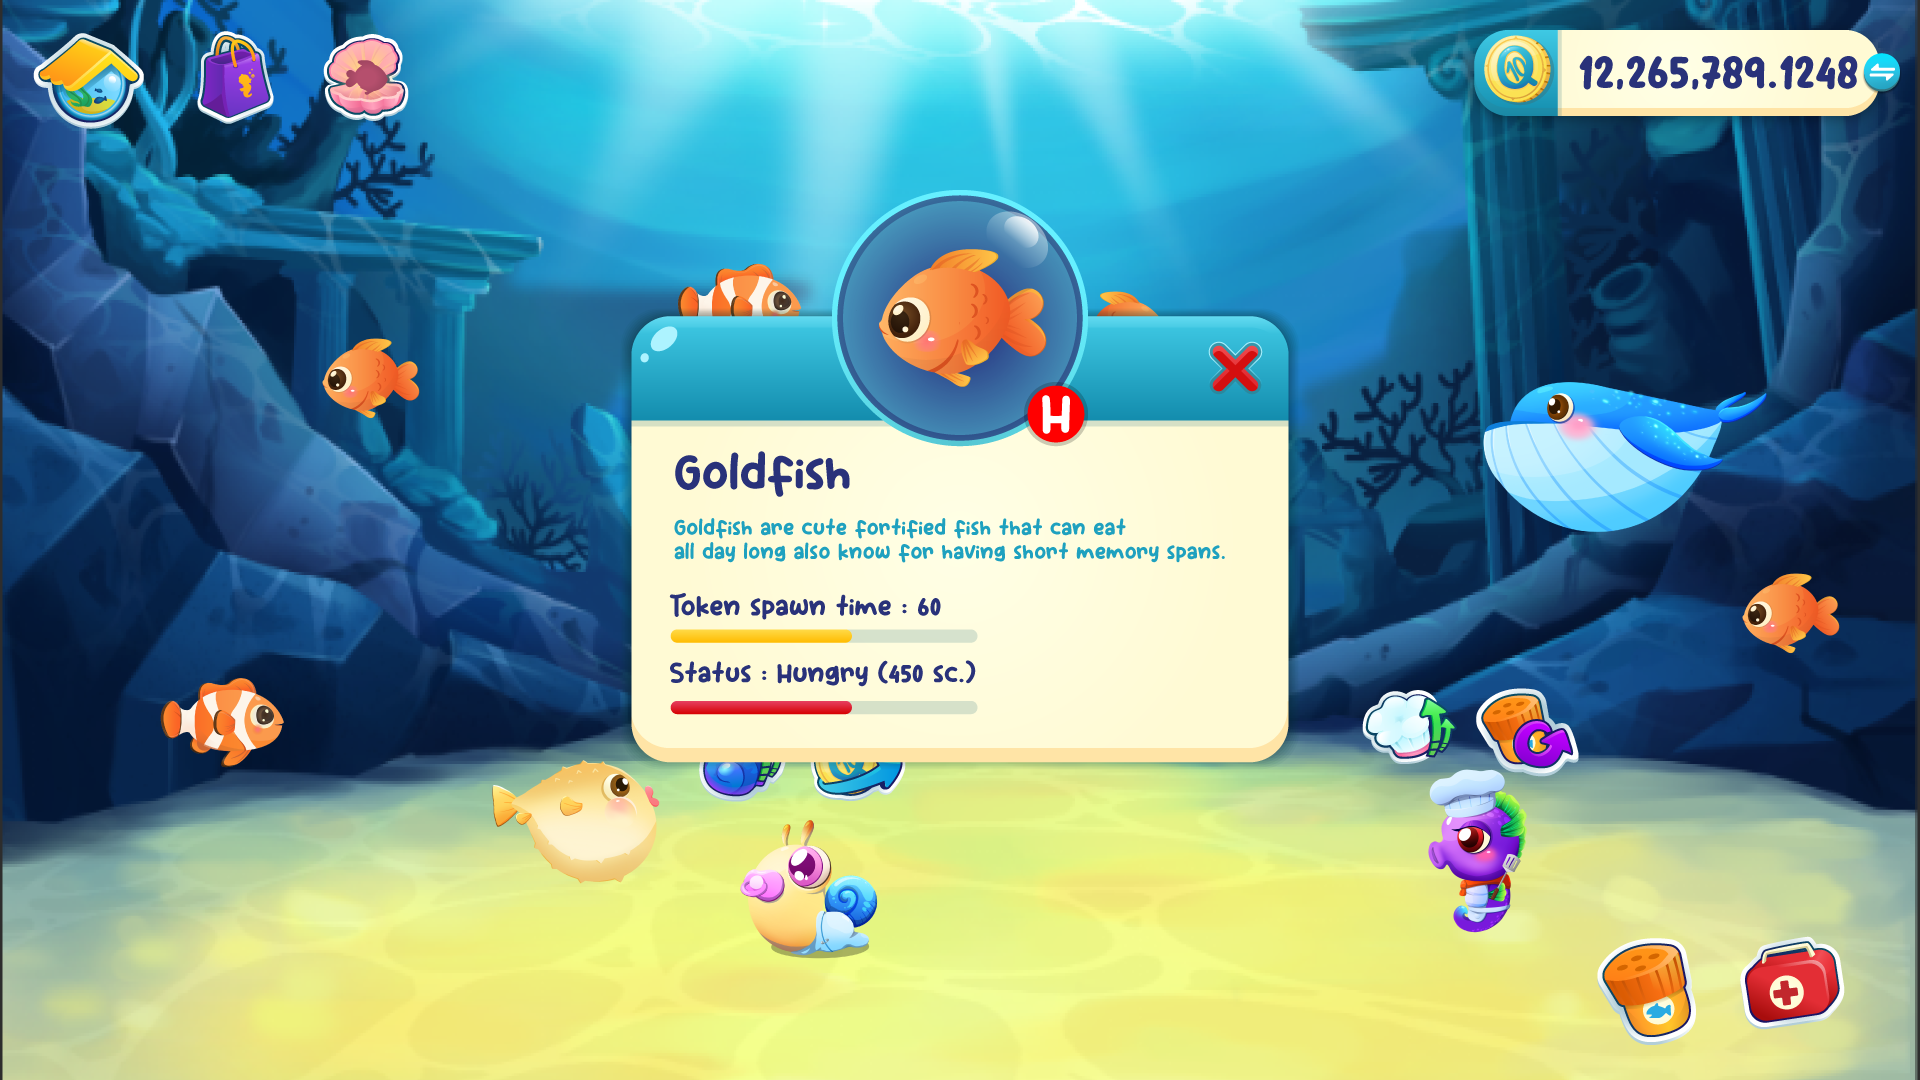 12,265,789.1248
H
Goldfish
Goldfish are cute fortified fish that can eat
all day long also know for having short memory spans.
Token spawn time : 60
Status : Hungry (450 sc.)